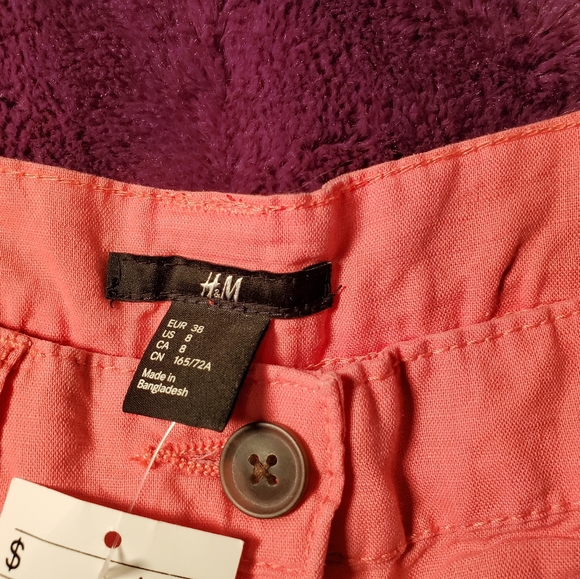 H&M
EUR 38
US 8
CA 8
CN 165/72A
Made in
Bangladesh
$